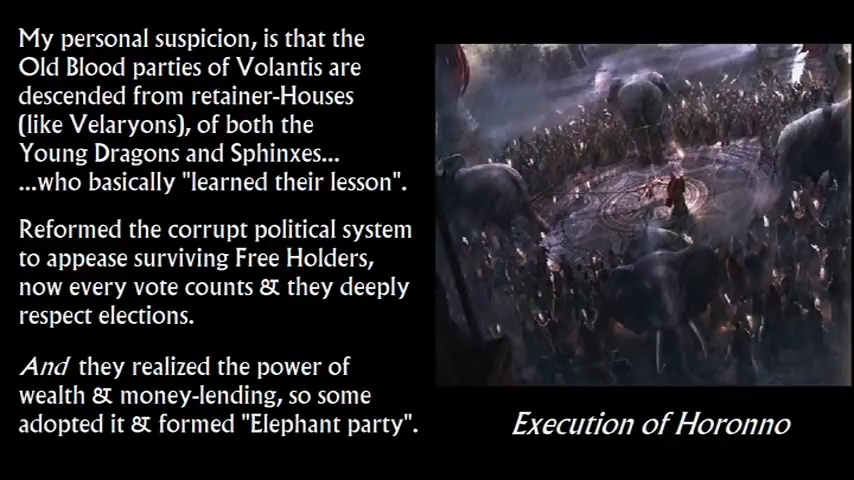 My personal suspicion, is that the
Old Blood parties of Volantis are
descended from retainer-Houses
(like Velaryons), of both the
Young Dragons and Sphinxes...
...who basically "learned their lesson".
Reformed the corrupt political system
to appease surviving Free Holders,
now every vote counts & they deeply
respect elections.
And they realized the power of
wealth & money-lending, so some
adopted it & formed "Elephant party".
Execution of Horonno